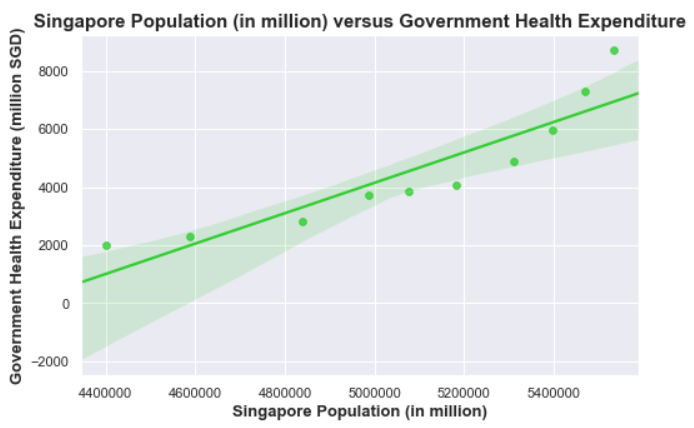 Singapore Population (in million) versus Government Health Expenditure
Government Health Expenditure (million SGD)
8000
6000
4000
2000
0
−2000
4400000 4600000 4800000 5000000 5200000 5400000
Singapore Population (in million)